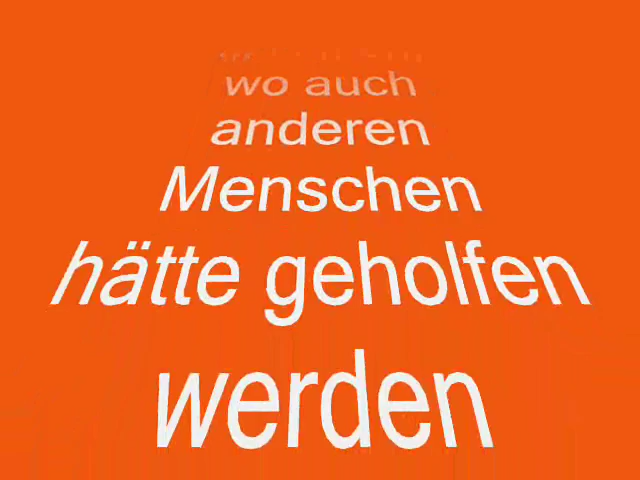 wo auch
anderen
Menschen
hätte geholfen
werden